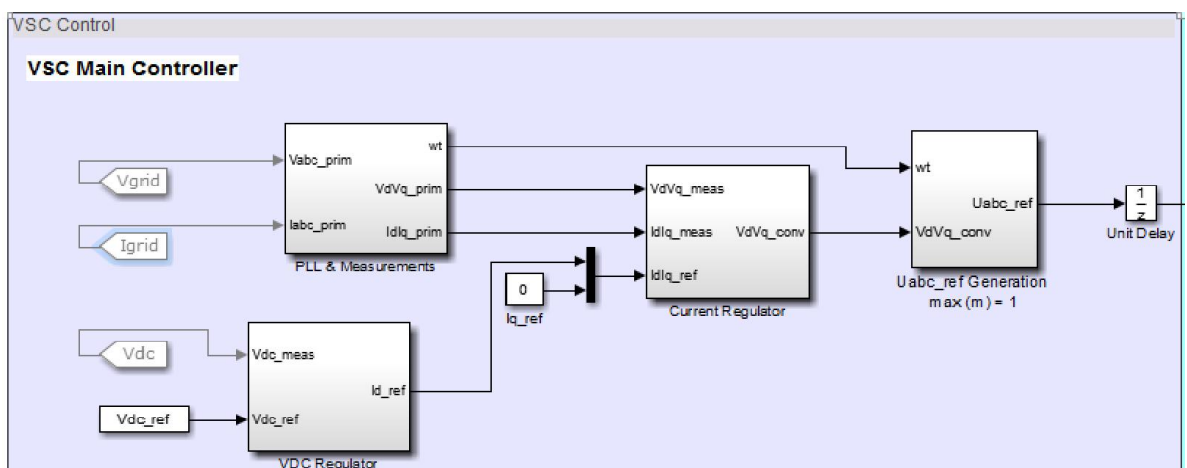 VSC Control
VSC Main Controller
Vgrid
Igrid
Vabc_prim
wt
VdVq_prim
Iabc_prim
IdIq_prim
PLL & Measurements
0
Iq_ref
VdVq_meas
IdIq_meas
VdVq_conv
IdIq_ref
Current Regulator
wt
Uabc_ref
VdVq_conv
Uabc_ref Generation
max (m) = 1
1
z
Unit Delay
Vdc
Vdc_ref
Vdc_meas
Id_ref
Vdc_ref
VDC Regulator